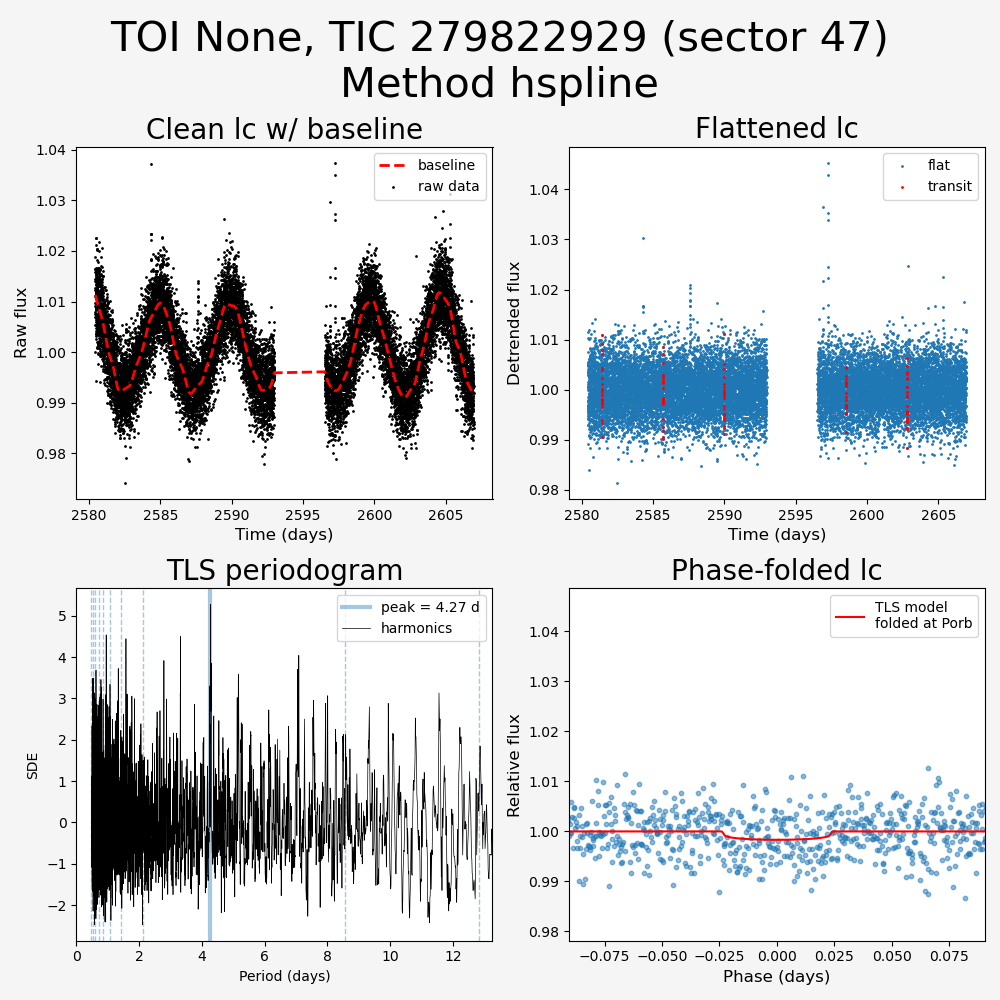 TOI None, TIC 279822929 (sector 47)
Method hspline
Clean lc w/ baseline
Flattened lc
1.04
1.03
1.02
1.01
1.00
0.99
0.98
Raw flux
baseline
raw data
2580
2585
2590
2595
2600
2605
Time (days)
1.04
1.03
1.02
1.01
1.00
0.99
0.98
Detrended flux
flat
transit
2580
2585
2590
2595
2600
2605
Time (days)
TLS periodogram
Phase-folded lc
5
4
3
2
1
0
−1
−2
SDE
peak = 4.27 d
harmonics
0
2
4
6
8
10
12
Period (days)
1.04
1.03
1.02
1.01
1.00
0.99
0.98
Relative flux
TLS model
folded at Porb
−0.075
−0.050
−0.025
0.000
0.025
0.050
0.075
Phase (days)